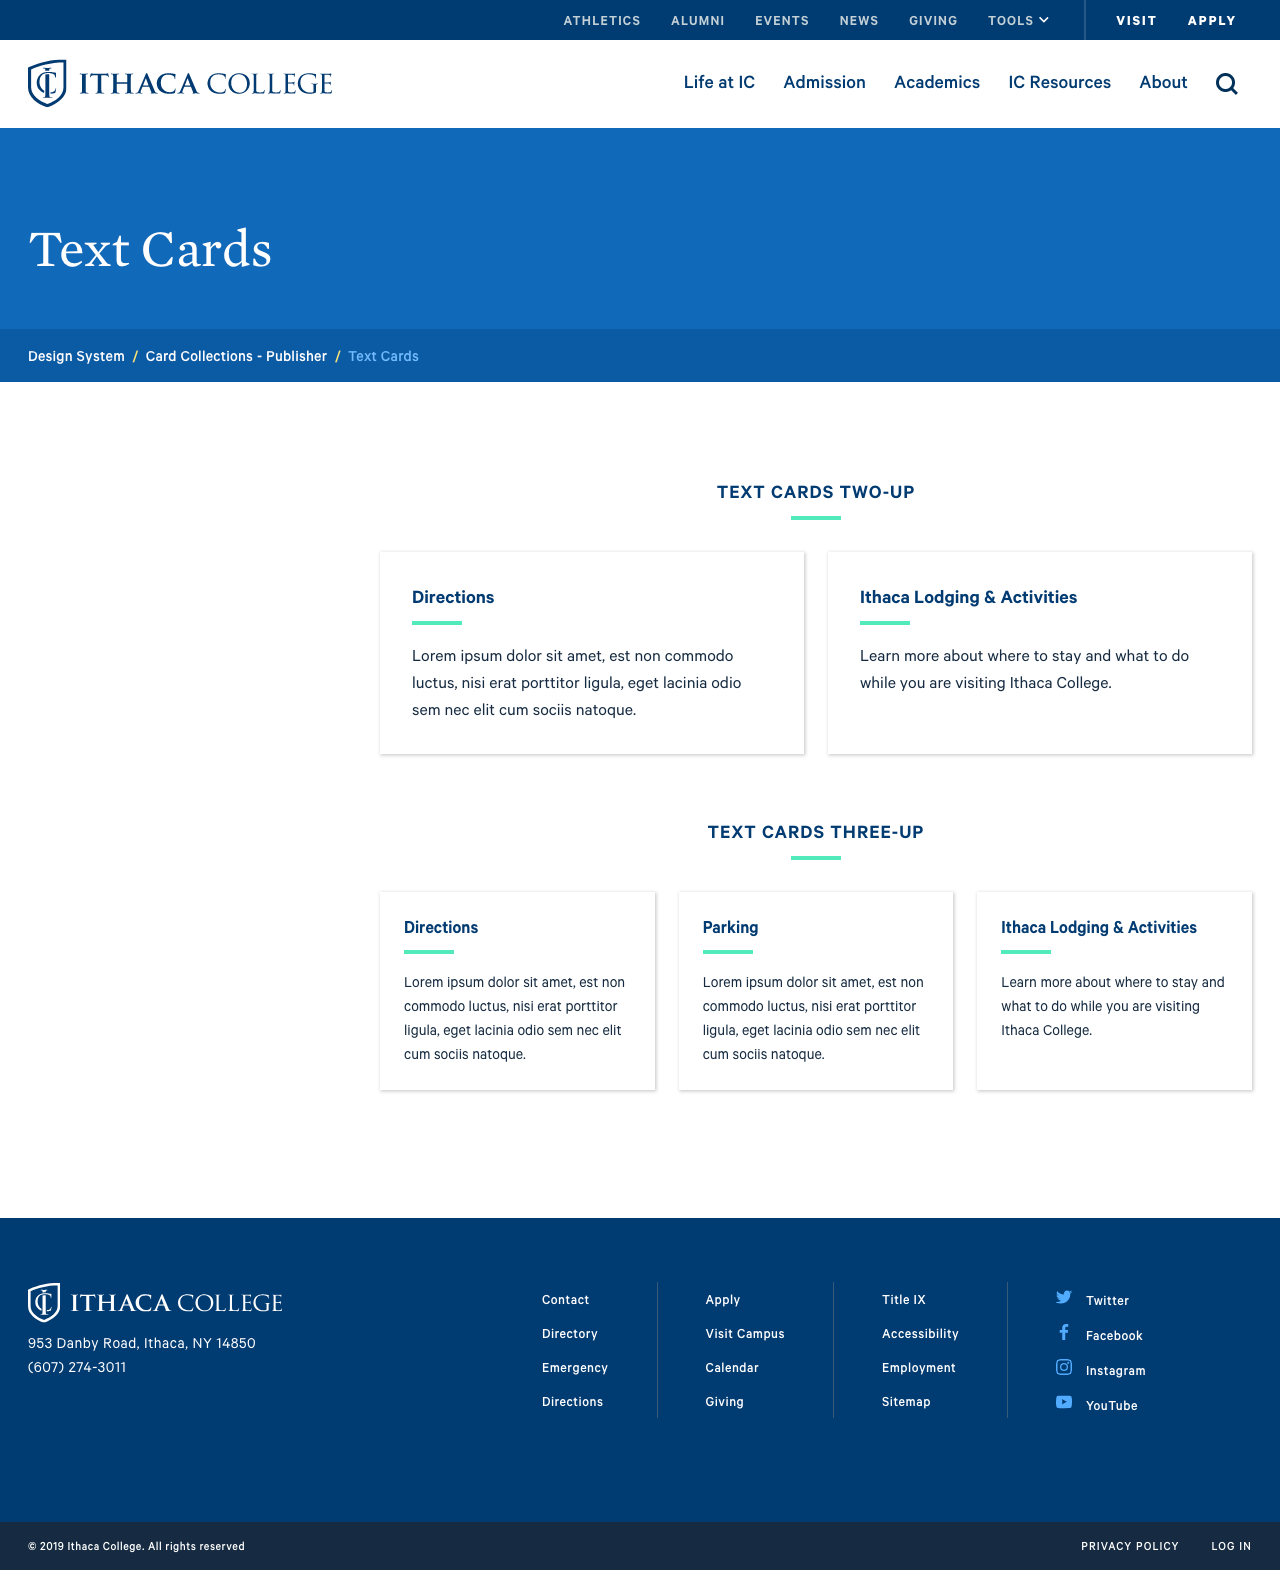 ATHLETICS ALUMNI EVENTS NEWS GIVING TOOLS VISIT APPLY
ITHACA COLLEGE
Life at IC Admission Academics IC Resources About
Text Cards
Design System / Card Collections - Publisher / Text Cards
TEXT CARDS TWO-UP
Directions
Lorem ipsum dolor sit amet, est non commodo
luctus, nisi erat porttitor ligula, eget lacinia odio
sem nec elit cum sociis natoque.
Ithaca Lodging & Activities
Learn more about where to stay and what to do
while you are visiting Ithaca College.
TEXT CARDS THREE-UP
Directions
Lorem ipsum dolor sit amet, est non
commodo luctus, nisi erat porttitor
ligula, eget lacinia odio sem nec elit
cum sociis natoque.
Parking
Lorem ipsum dolor sit amet, est non
commodo luctus, nisi erat porttitor
ligula, eget lacinia odio sem nec elit
cum sociis natoque.
Ithaca Lodging & Activities
Learn more about where to stay and
what to do while you are visiting
Ithaca College.
ITHACA COLLEGE
953 Danby Road, Ithaca, NY 14850
(607) 274-3011
Contact
Directory
Emergency
Directions
Apply
Visit Campus
Calendar
Giving
Title IX
Accessibility
Employment
Sitemap
Twitter
Facebook
Instagram
YouTube
© 2019 Ithaca College. All rights reserved
PRIVACY POLICY LOG IN